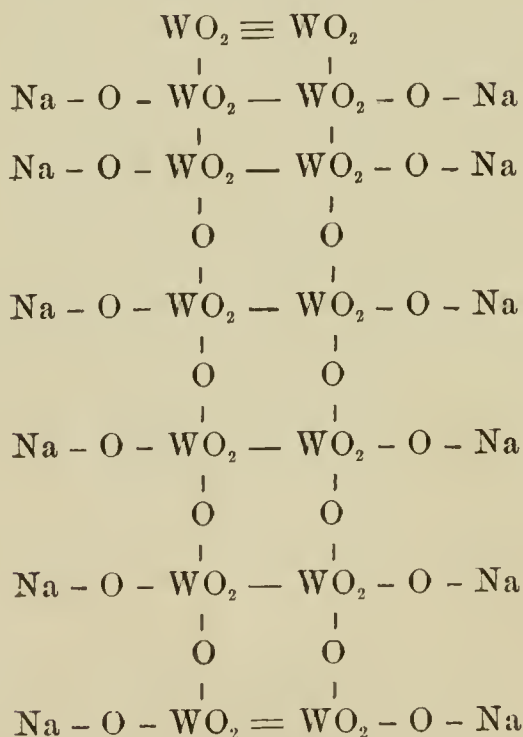 WO₂ ≡ WO₂
Na – O – WO₂ — WO₂ – O – Na
Na – O – WO₂ — WO₂ – O – Na
O O
Na – O – WO₂ — WO₂ – O – Na
O O
Na – O – WO₂ — WO₂ – O – Na
O O
Na – O – WO₂ — WO₂ – O – Na
O O
Na – O – WO₂ = WO₂ – O – Na